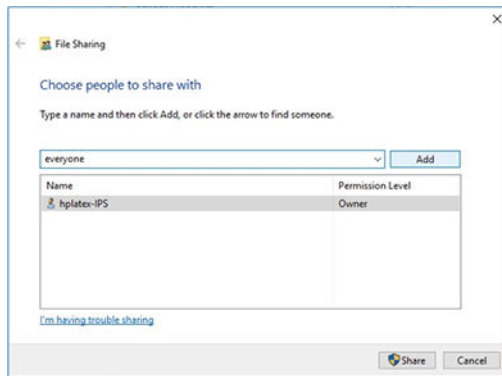 File Sharing
Choose people to share with
Type a name and then click Add, or click the arrow to find someone.
everyone
Add
Name Permission Level
hplatex-IPS Owner
I'm having trouble sharing
Share Cancel